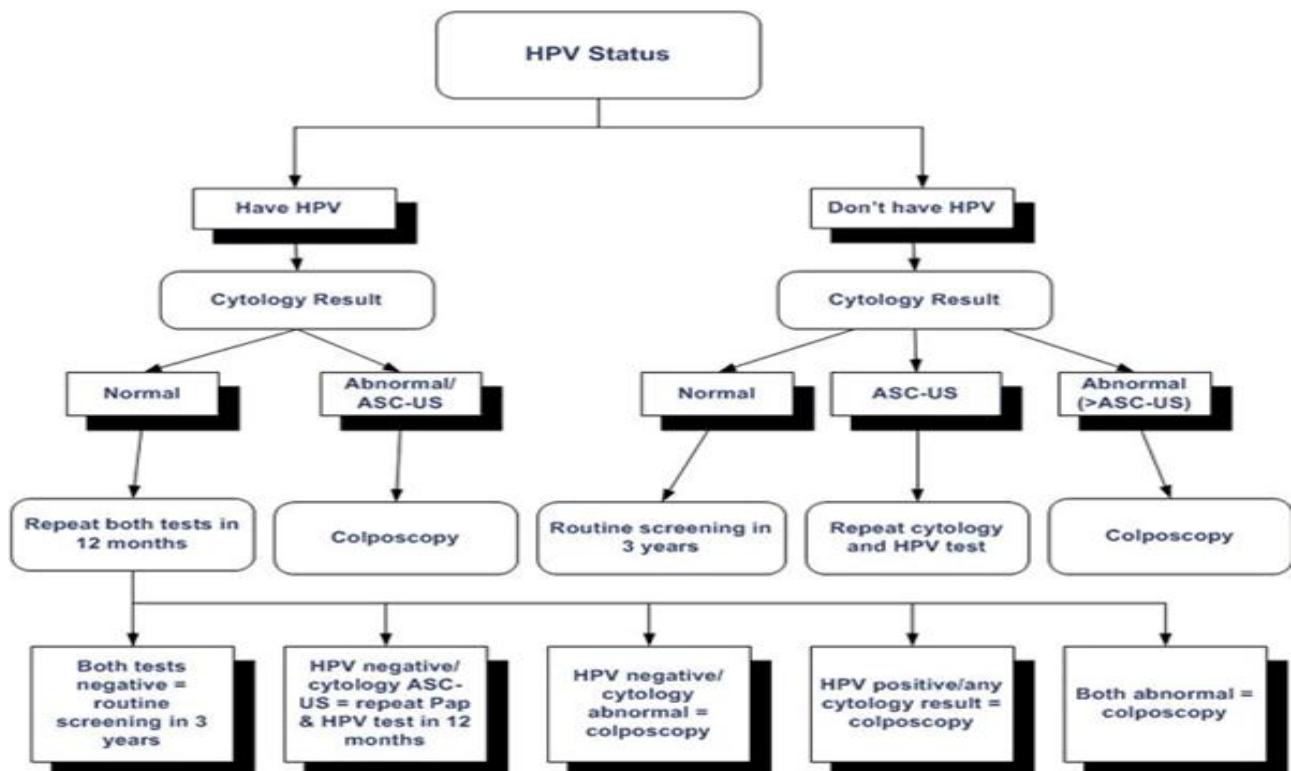 HPV Status
Have HPV
Don't have HPV
Cytology Result
Cytology Result
Normal
Abnormal/
ASC-US
Normal
ASC-US
Abnormal
(>ASC-US)
Repeat both tests in
12 months
Colposcopy
Routine screening in
3 years
Repeat cytology
and HPV test
Colposcopy
Both tests
negative =
routine
screening in 3
years
HPV negative/
cytology ASC-
US = repeat Pap
& HPV test in 12
months
HPV negative/
cytology
abnormal =
colposcopy
HPV positive/any
cytology result =
colposcopy
Both abnormal =
colposcopy